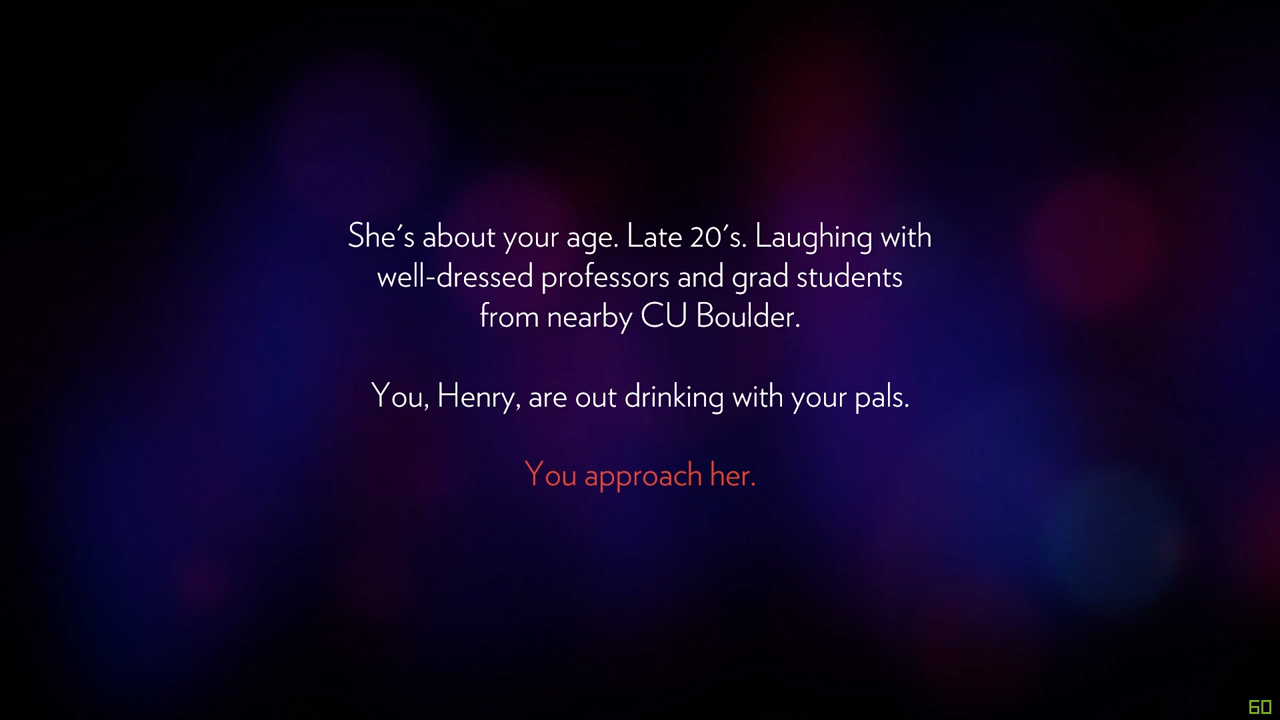 She's about your age. Late 20's. Laughing with
well-dressed professors and grad students
from nearby CU Boulder.
You, Henry, are out drinking with your pals.
You approach her.
60